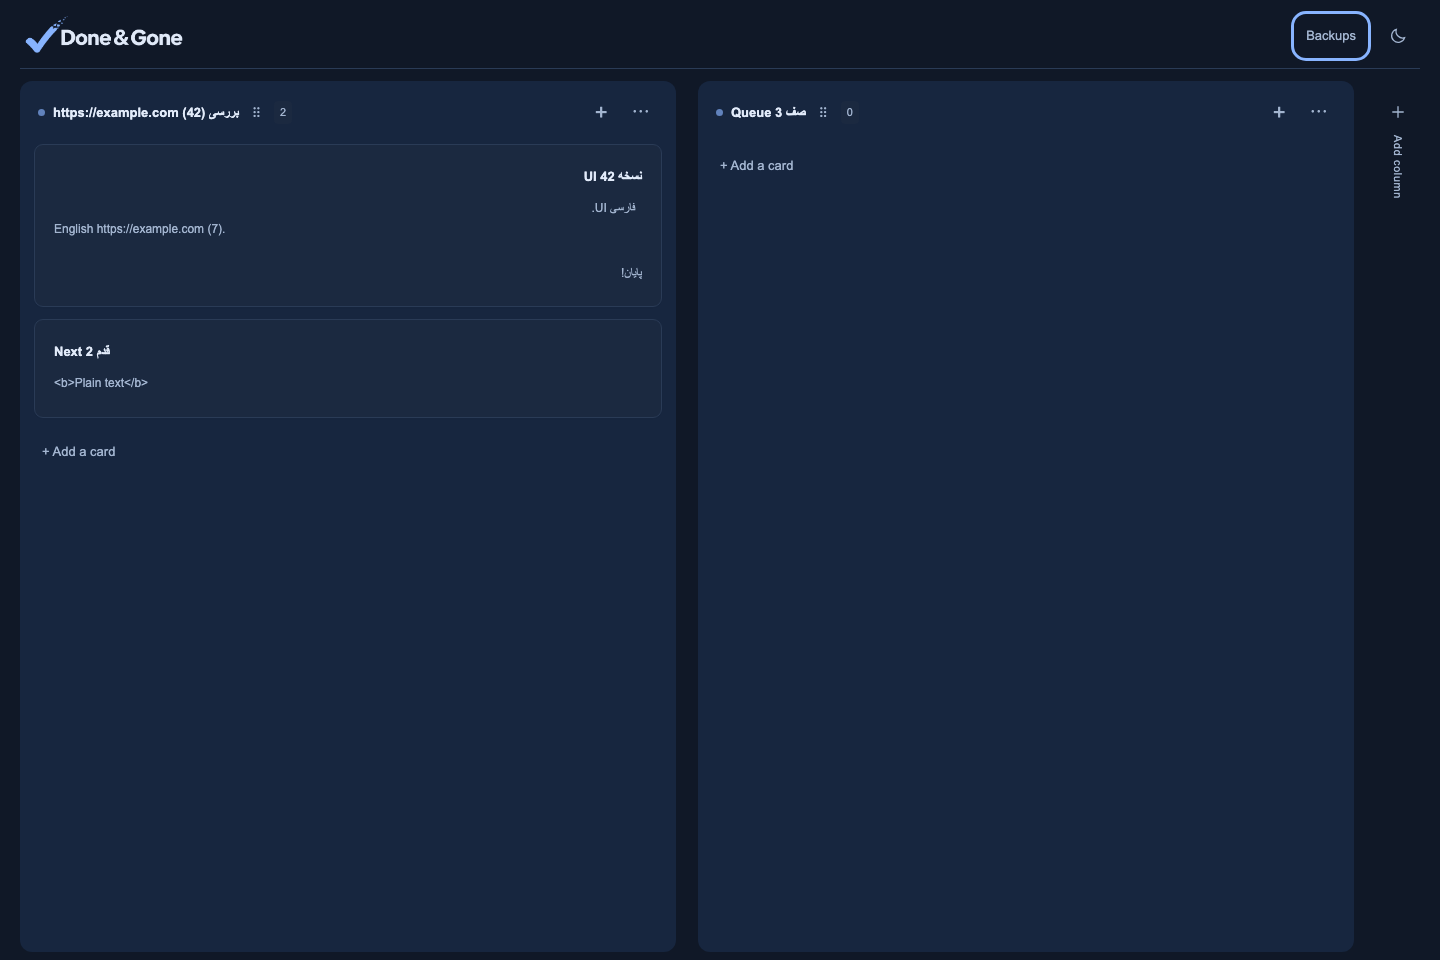 Done & Gone
Backups
بررسی (42) https://example.com
2
نسخه 42 UI
فارسی UI.
English https://example.com (7).
پایان!
Next 2 قدم
<b>Plain text</b>
+ Add a card
Queue 3 صف
0
+ Add a card
Add column